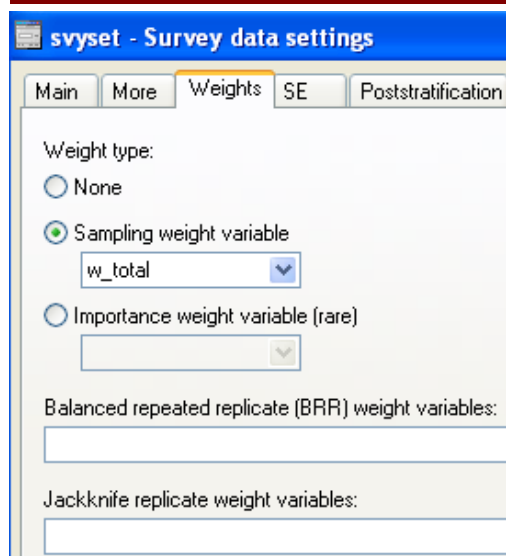 svyset - Survey data settings
Main More Weights SE Poststratification
Weight type:
None
Sampling weight variable
w_total
Importance weight variable (rare)
Balanced repeated replicate (BRR) weight variables:
Jackknife replicate weight variables: